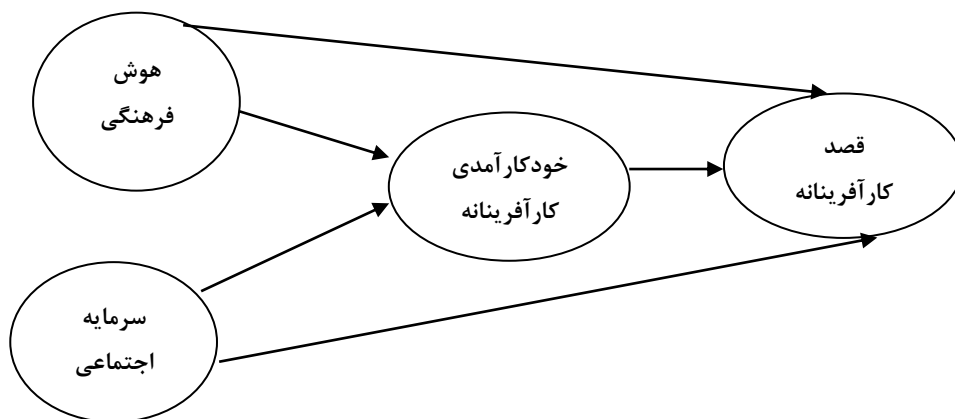 هوش
فرهنگی
قصد
کارآفرینانه
خودکارآمدی
کارآفرینانه
سرمایه
اجتماعی